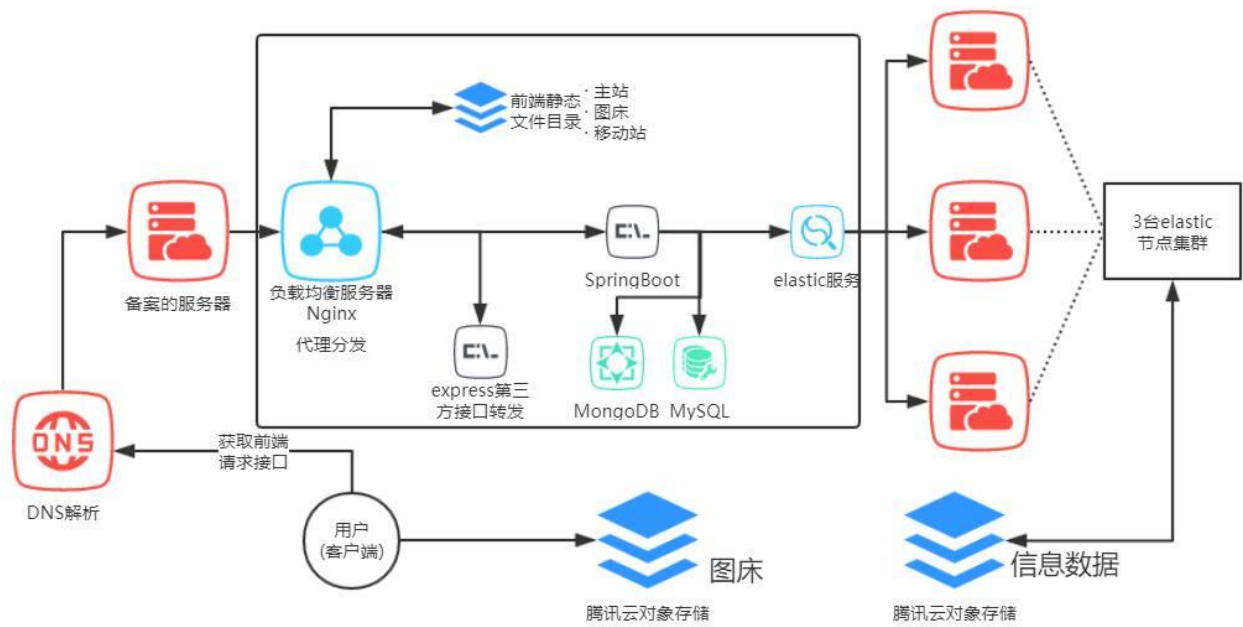 前端静态
文件目录
· 主站
· 图床
· 移动站
3台elastic
节点集群
SpringBoot
elastic服务
备案的服务器
负载均衡服务器
Nginx
代理分发
express第三
方接口转发
MongoDB
MySQL
获取前端
请求接口
DNS
DNS解析
用户
(客户端)
图床
信息数据
腾讯云对象存储
腾讯云对象存储